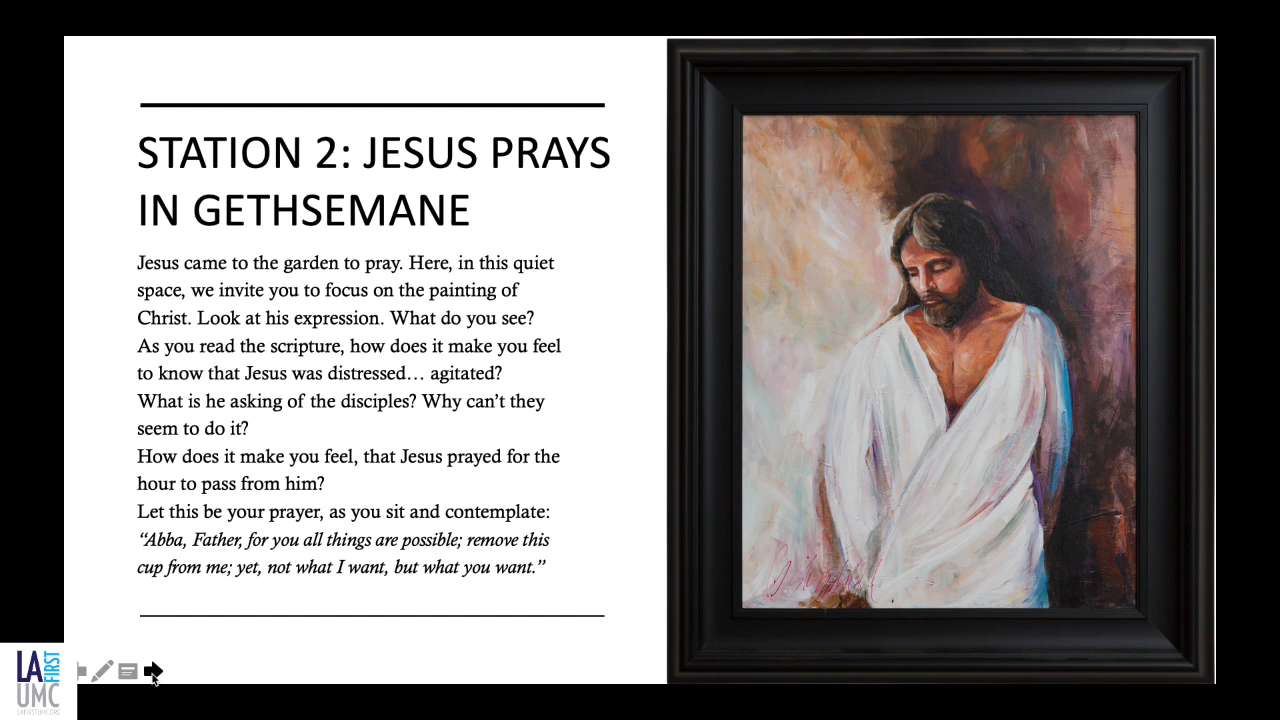 STATION 2: JESUS PRAYS
IN GETHSEMANE
Jesus came to the garden to pray. Here, in this quiet
space, we invite you to focus on the painting of
Christ. Look at his expression. What do you see?
As you read the scripture, how does it make you feel
to know that Jesus was distressed… agitated?
What is he asking of the disciples? Why can’t they
seem to do it?
How does it make you feel, that Jesus prayed for the
hour to pass from him?
Let this be your prayer, as you sit and contemplate:
“Abba, Father, for you all things are possible; remove this
cup from me; yet, not what I want, but what you want.”
LA FIRST
UMC
LAFIRSTUMC.ORG